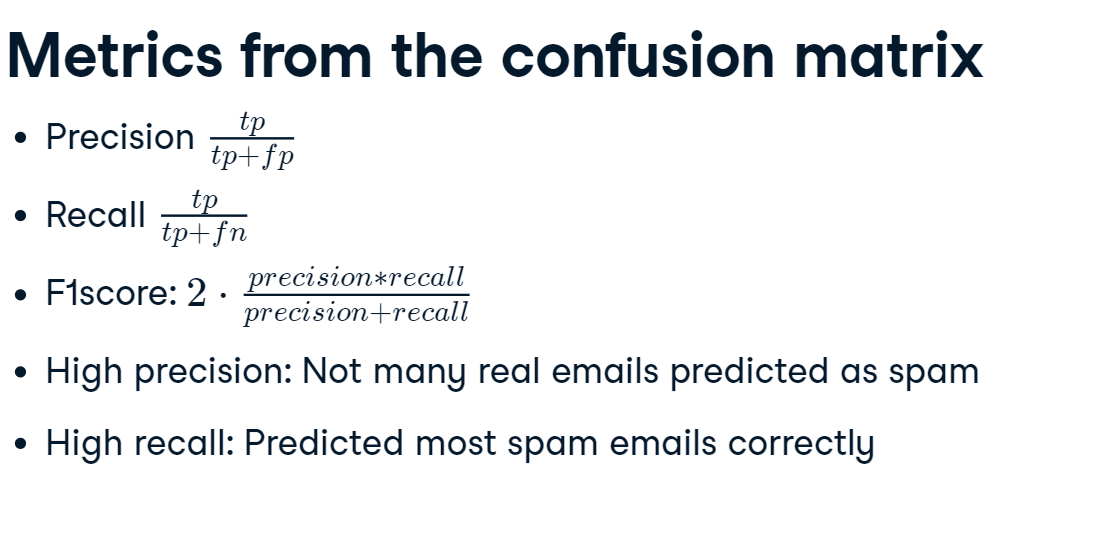 Metrics from the confusion matrix
• Precision $\frac{tp}{tp+fp}$
• Recall $\frac{tp}{tp+fn}$
• F1score: $2 \cdot \frac{precision*recall}{precision+recall}$
• High precision: Not many real emails predicted as spam
• High recall: Predicted most spam emails correctly